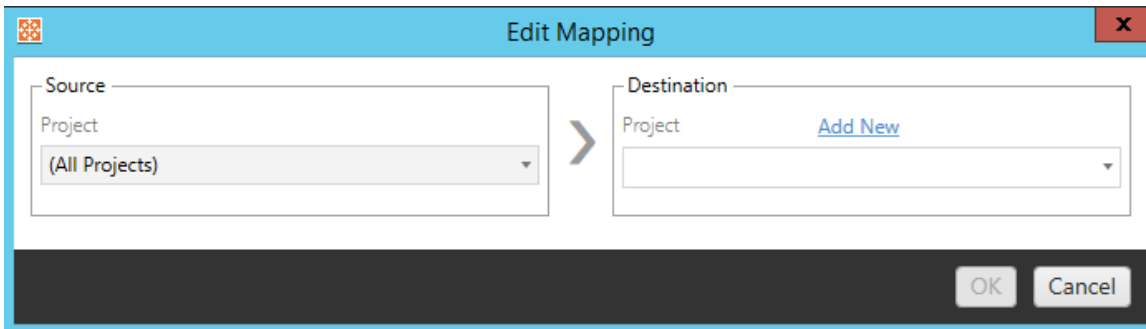 Edit Mapping
x
Source
Project
(All Projects)
Destination
Project Add New
OK Cancel